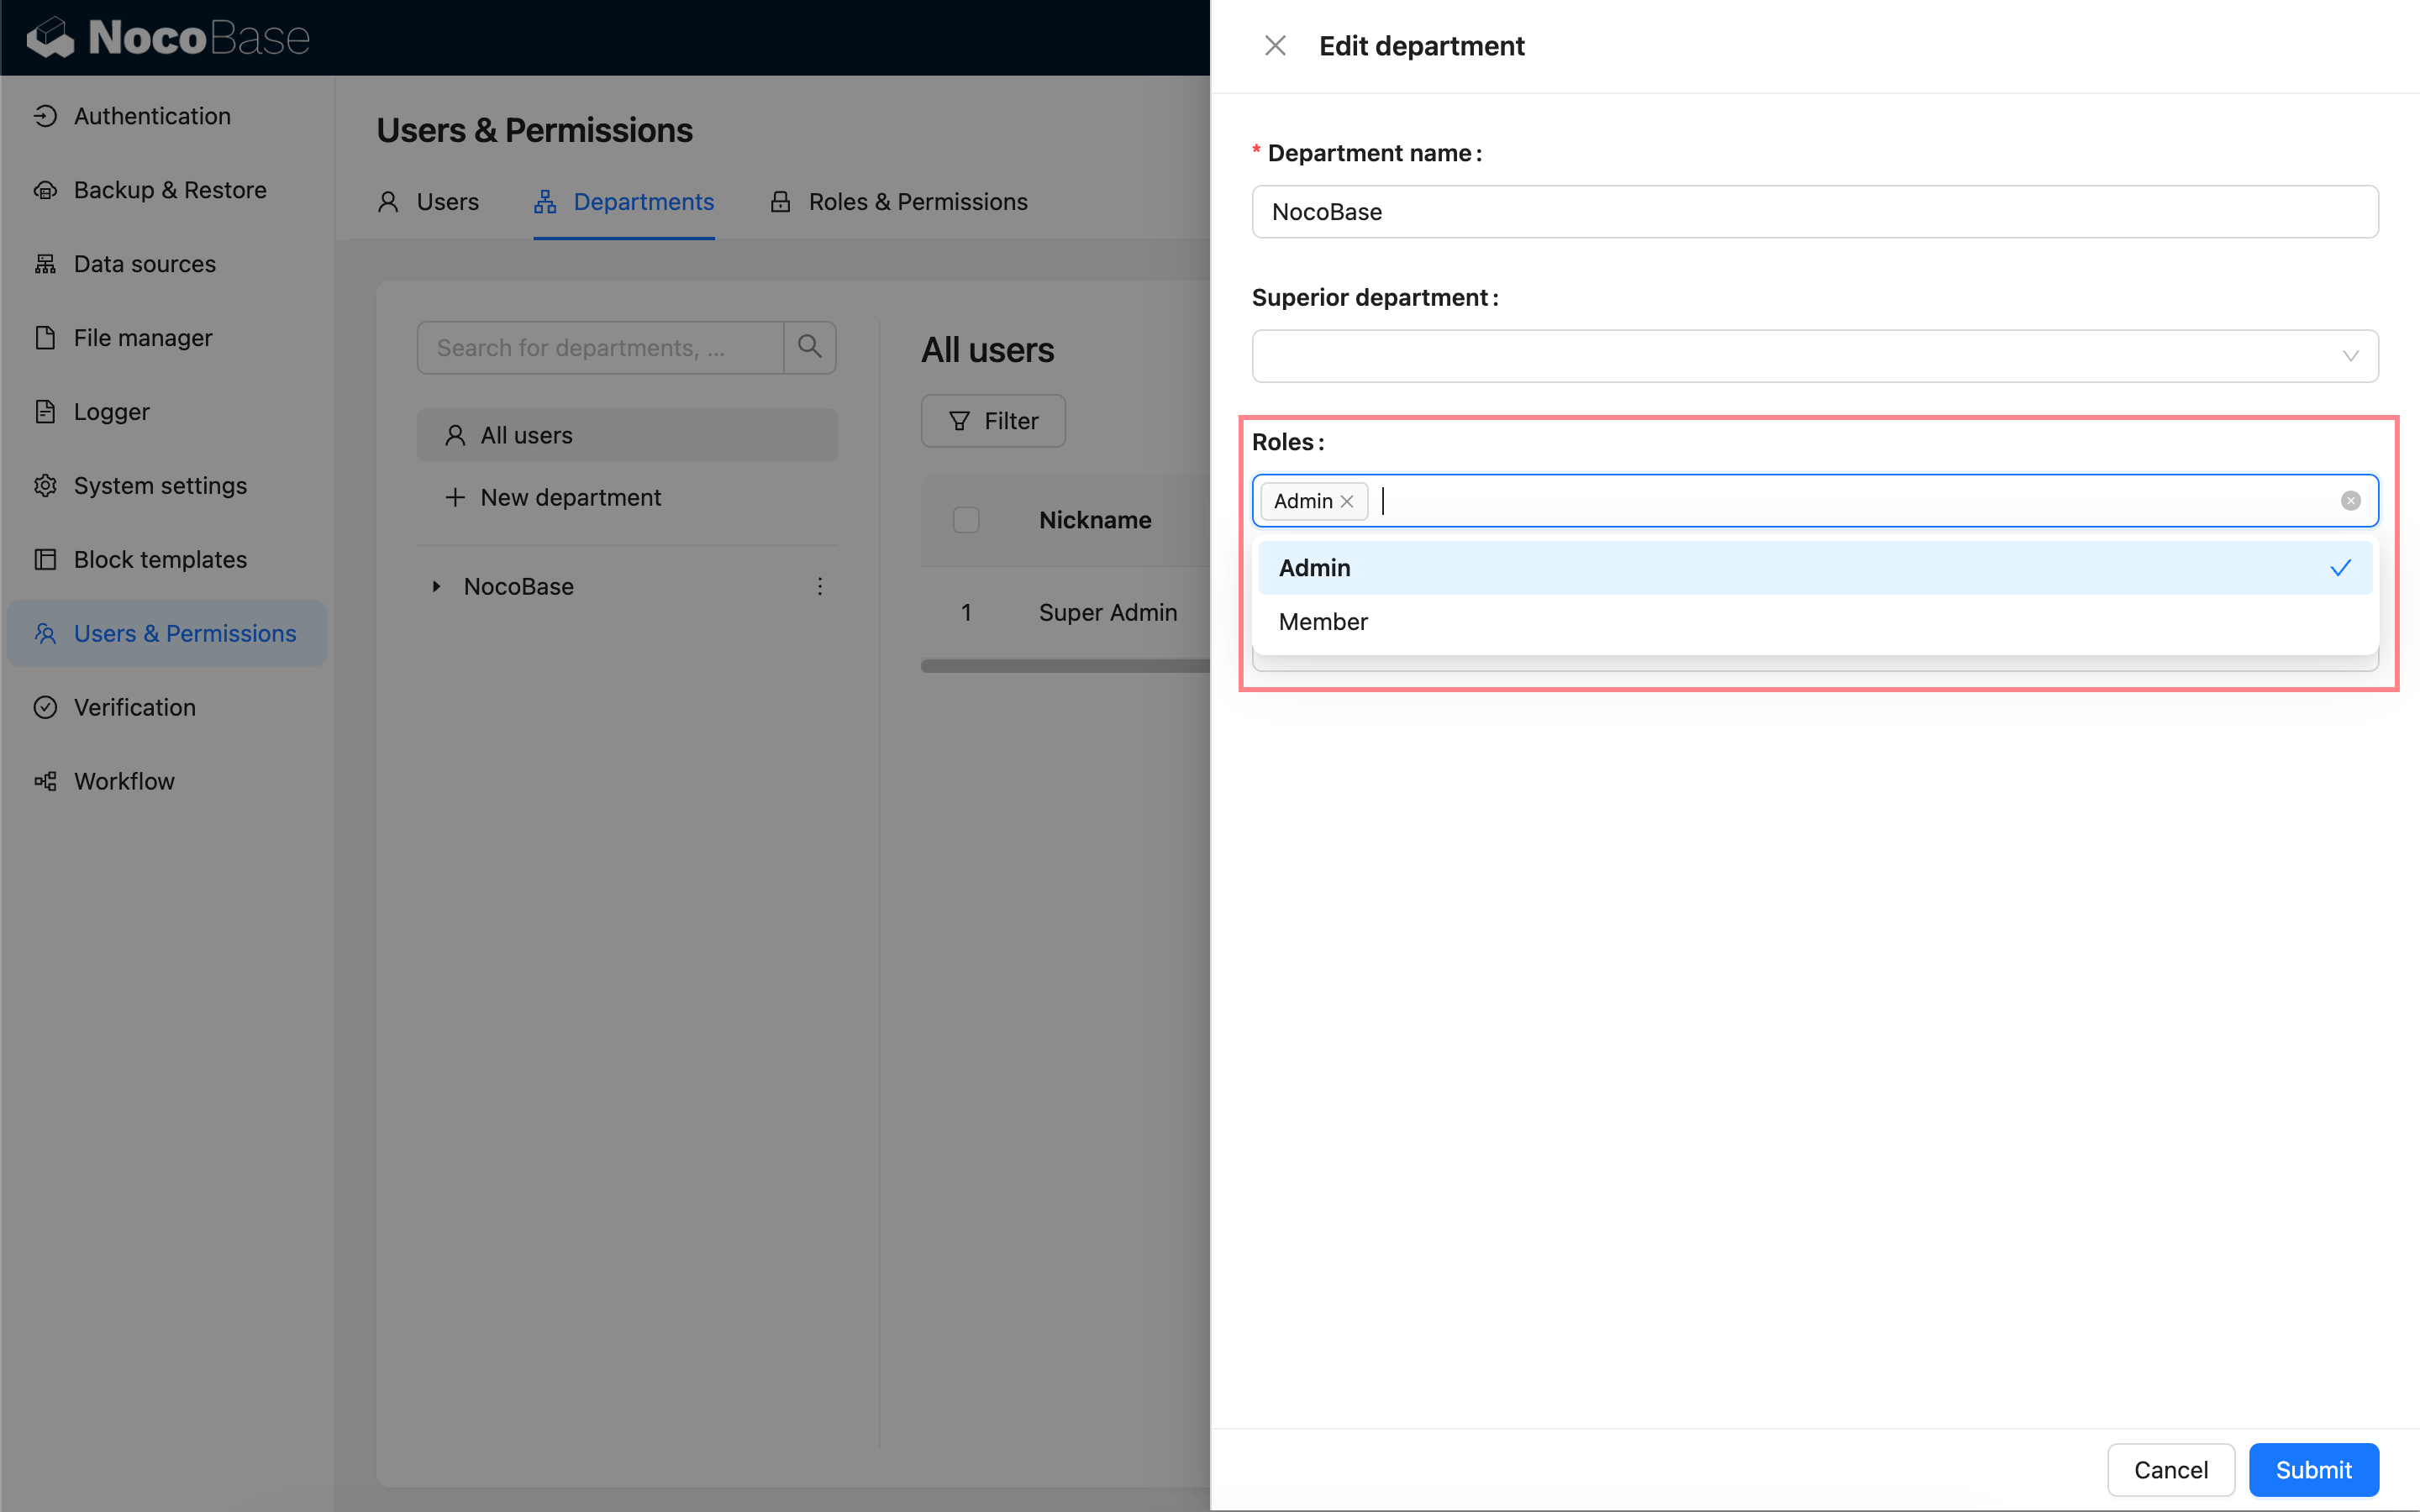 NocoBase
Authentication
Backup & Restore
Data sources
File manager
Logger
System settings
Block templates
Users & Permissions
Verification
Workflow
Users & Permissions
Users
Departments
Roles & Permissions
Search for departments, ...
All users
New department
NocoBase
All users
Filter
Nickname
1 Super Admin
Edit department
* Department name:
NocoBase
Superior department:
Roles:
Admin
Admin
Member
Cancel
Submit